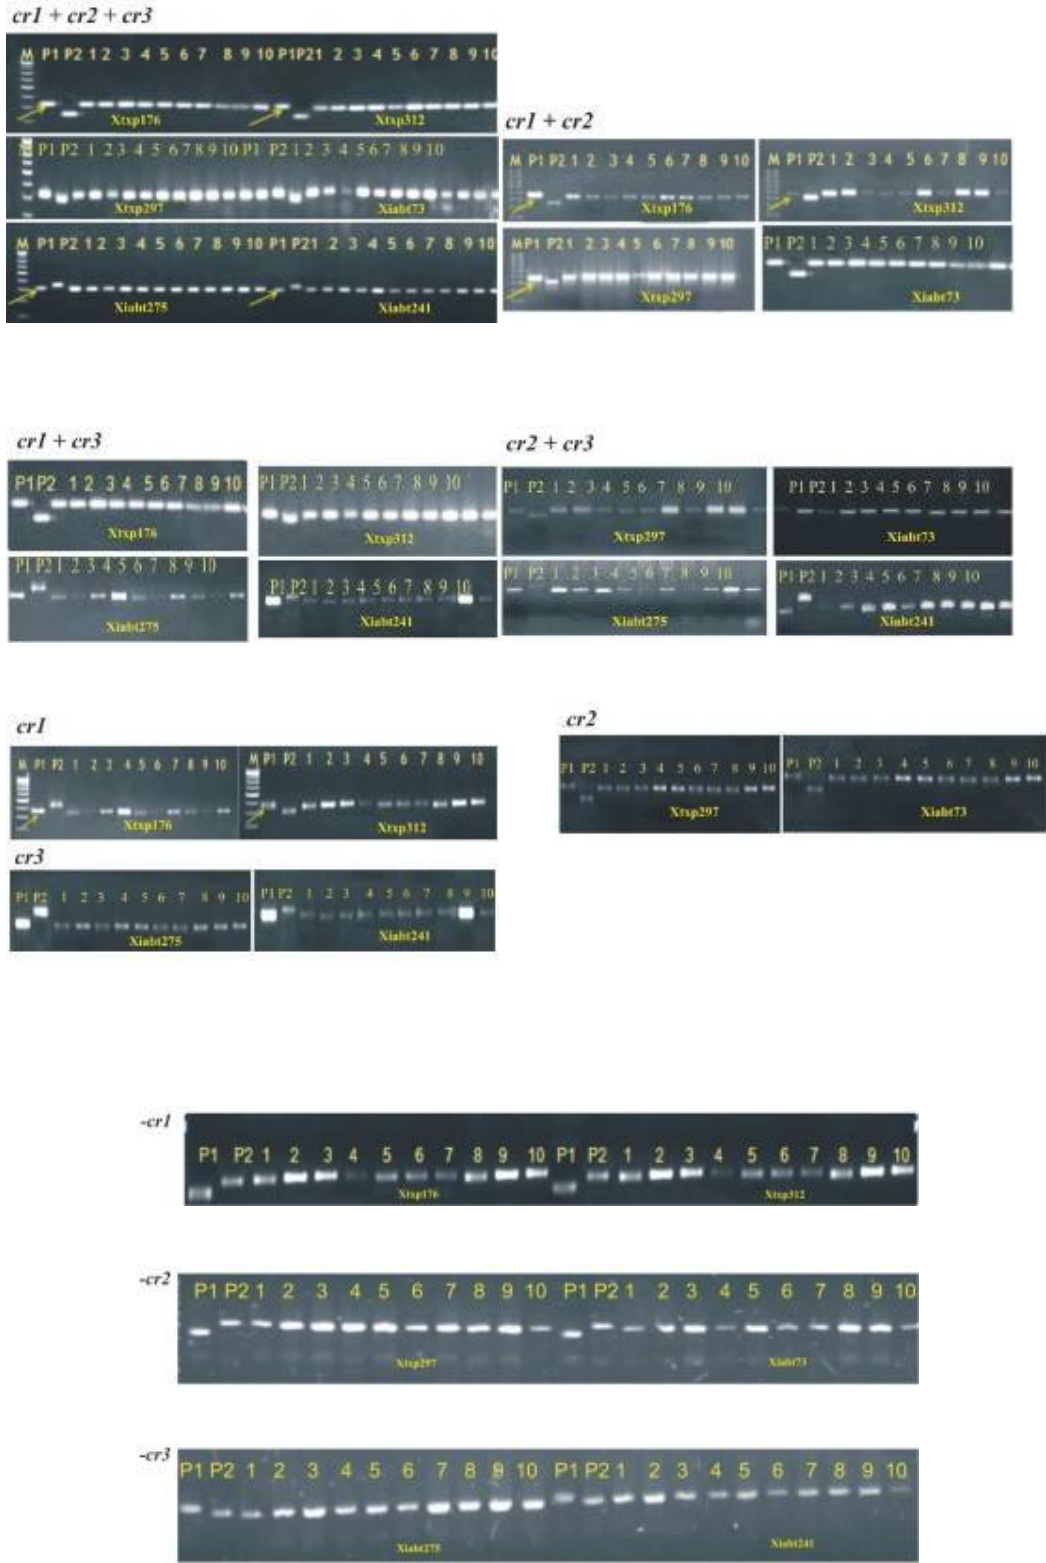 cr1 + cr2 + cr3
M P1 P2 1 2 3 4 5 6 7 8 9 10 P1P21 2 3 4 5 6 7 8 9 10
Xtxp176 Xtxp312
P1 P2 1 2 3 4 5 6 7 8 9 10 P1 P2 1 2 3 4 5 6 7 8 9 10
Xtxp297 Xiabt73
M P1 P2 1 2 3 4 5 6 7 8 9 10 P1 P21 2 3 4 5 6 7 8 9 10
Xiabt275 Xiabt241
cr1 + cr2
M P1 P2 1 2 3 4 5 6 7 8 9 10
Xtxp176
M P1 P2 1 2 3 4 5 6 7 8 9 10
Xtxp312
M P1 P2 1 2 3 4 5 6 7 8 9 10
Xtxp297
P1 P2 1 2 3 4 5 6 7 8 9 10
Xiabt73
cr1 + cr3
P1P2 1 2 3 4 5 6 7 8 9 10
Xtxp176
P1 P2 1 2 3 4 5 6 7 8 9 10
Xtxp312
P1 P2 1 2 3 4 5 6 7 8 9 10
Xiabt275
P2 1 2 3 4 5 6 7 8 9 10
Xiabt241
cr2 + cr3
P1 P2 1 2 3 4 5 6 7 8 9 10
Xtxp297
P1 P2 1 2 3 4 5 6 7 8 9 10
Xiabt73
P1 P2 1 2 3 4 5 6 7 8 9 10
Xiabt275
P1 P2 1 2 3 4 5 6 7 8 9 10
Xiabt241
cr1
M P1 P2 1 2 3 4 5 6 7 8 9 10
Xtxp176
M P1 P2 1 2 3 4 5 6 7 8 9 10
Xtxp312
cr2
P1 P2 1 2 3 4 5 6 7 8 9 10
Xtxp297
P1 P2 1 2 3 4 5 6 7 8 9 10
Xiabt73
cr3
P1 P2 1 2 3 4 5 6 7 8 9 10
Xiabt275
P1 P2 1 2 3 4 5 6 7 8 9 10
Xiabt241
-cr1
P1 P2 1 2 3 4 5 6 7 8 9 10 P1 P2 1 2 3 4 5 6 7 8 9 10
Xtxp176 Xtxp312
-cr2
P1 P2 1 2 3 4 5 6 7 8 9 10 P1 P2 1 2 3 4 5 6 7 8 9 10
Xtxp297 Xiabt73
-cr3
P1 P2 1 2 3 4 5 6 7 8 9 10 P1 P2 1 2 3 4 5 6 7 8 9 10
Xiabt275 Xiabt241